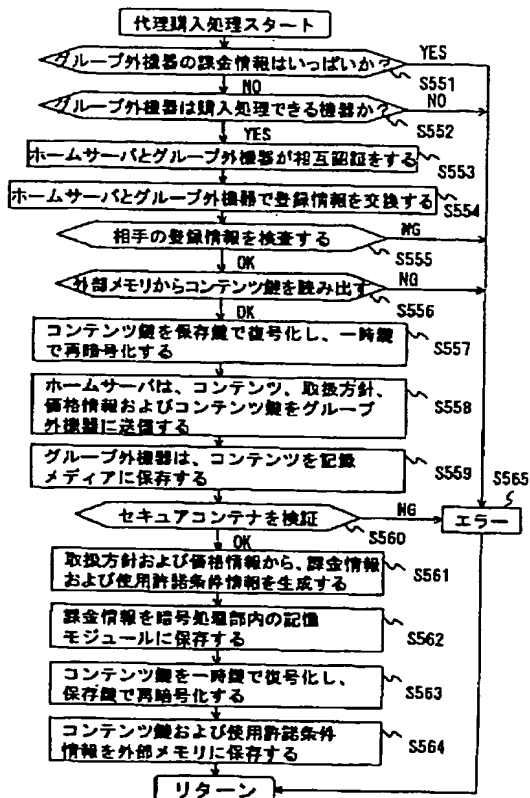 代理購入処理スタート
グループ外機器の課金情報はいっぱいか?
YES
S551
NO
グループ外機器は購入処理できる機器か?
NO
S552
YES
ホームサーバとグループ外機器が相互認証をする
S553
ホームサーバとグループ外機器で登録情報を交換する
S554
相手の登録情報を検査する
NG
S555
OK
外部メモリからコンテンツ鍵を読み出す
NG
S556
OK
コンテンツ鍵を保存鍵で復号化し、一時鍵
で再暗号化する
S557
ホームサーバは、コンテンツ、取扱方針、
価格情報およびコンテンツ鍵をグループ
外機器に送信する
S558
グループ外機器は、コンテンツを記録
メディアに保存する
S559
セキュアコンテナを検証
NG
S560
エラー
S565
OK
取扱方針および価格情報から、課金情報
および使用許諾条件情報を生成する
S561
課金情報を暗号処理部内の記憶
モジュールに保存する
S562
コンテンツ鍵を一時鍵で復号化し、
保存鍵で再暗号化する
S563
コンテンツ鍵および使用許諾条件
情報を外部メモリに保存する
S564
リターン